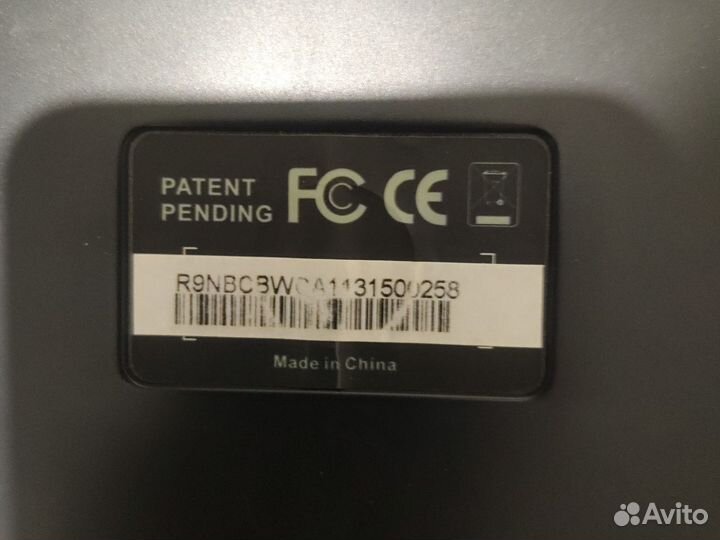 PATENT
PENDING
FC CE
R9NBCBWCA1131500258
Made in China
Avito